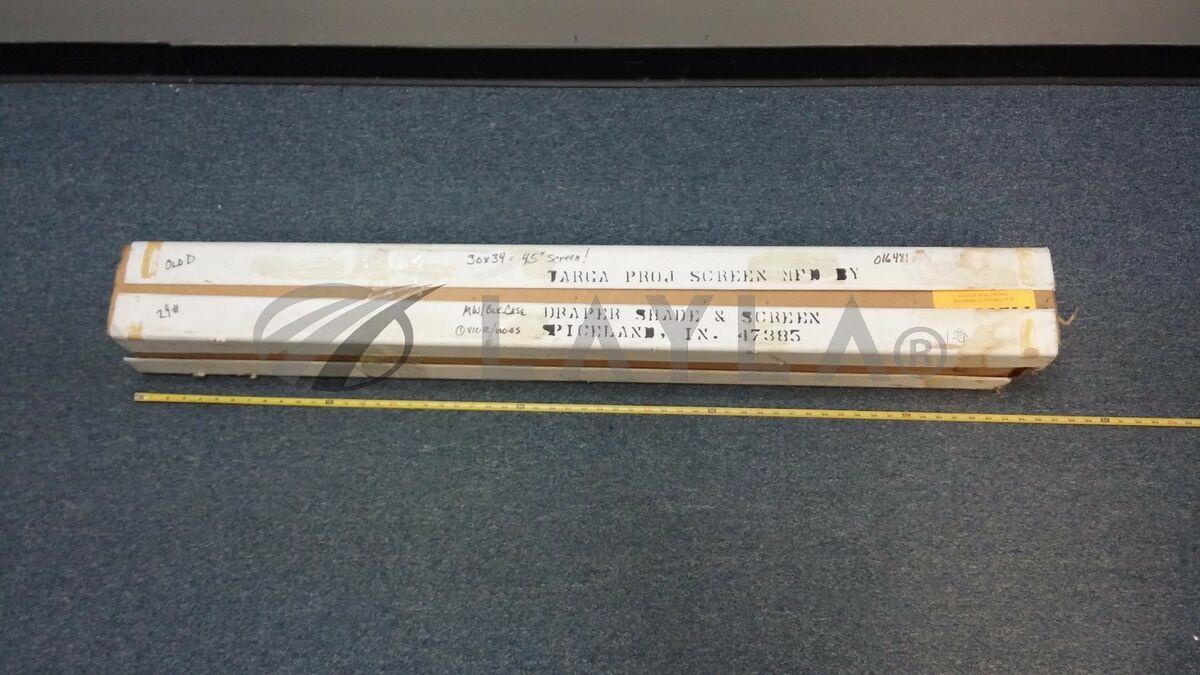 OLD D
30x34 = 45" Screen!
016481
TARGA PROJ SCREEN MFD BY
29#
MW/BLK.CASE
DRAPER SHADE & SCREEN
SPICELAND, IN. 47385
LAYLA®